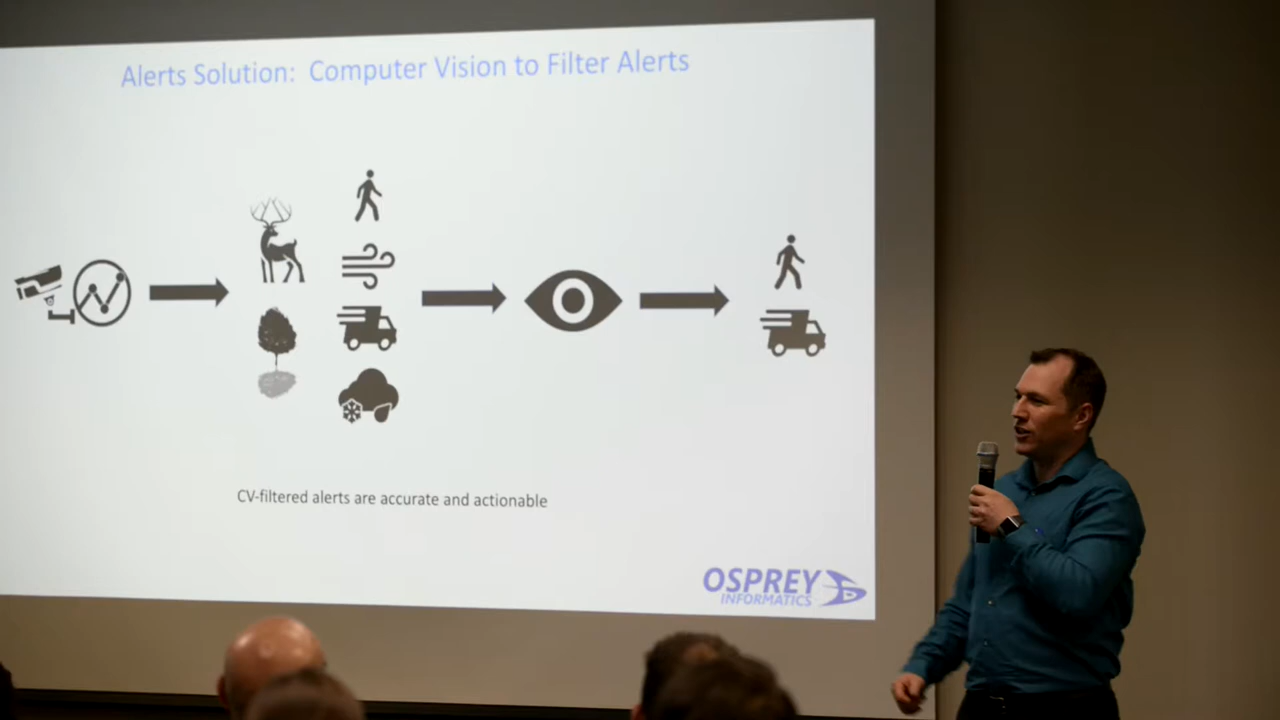 Alerts Solution:  Computer Vision to Filter Alerts
CV-filtered alerts are accurate and actionable
OSPREY
INFORMATICS